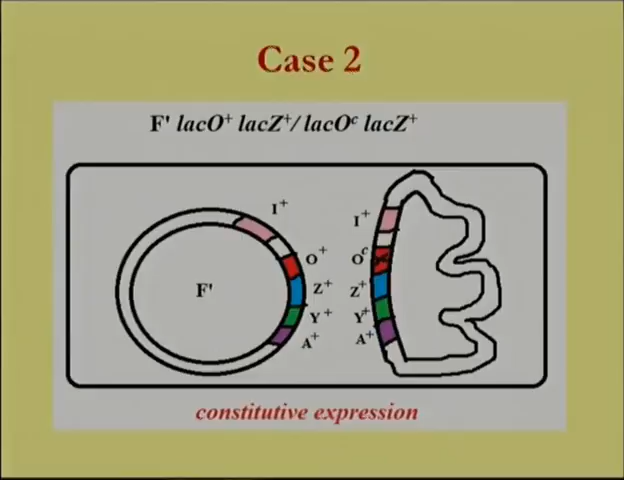 Case 2
F' lacO⁺ lacZ⁺/ lacOᶜ lacZ⁺
I⁺
O⁺
Z⁺
Y⁺
A⁺
F'
I⁺
Oᶜ
Z⁺
Y⁺
A⁺
constitutive expression